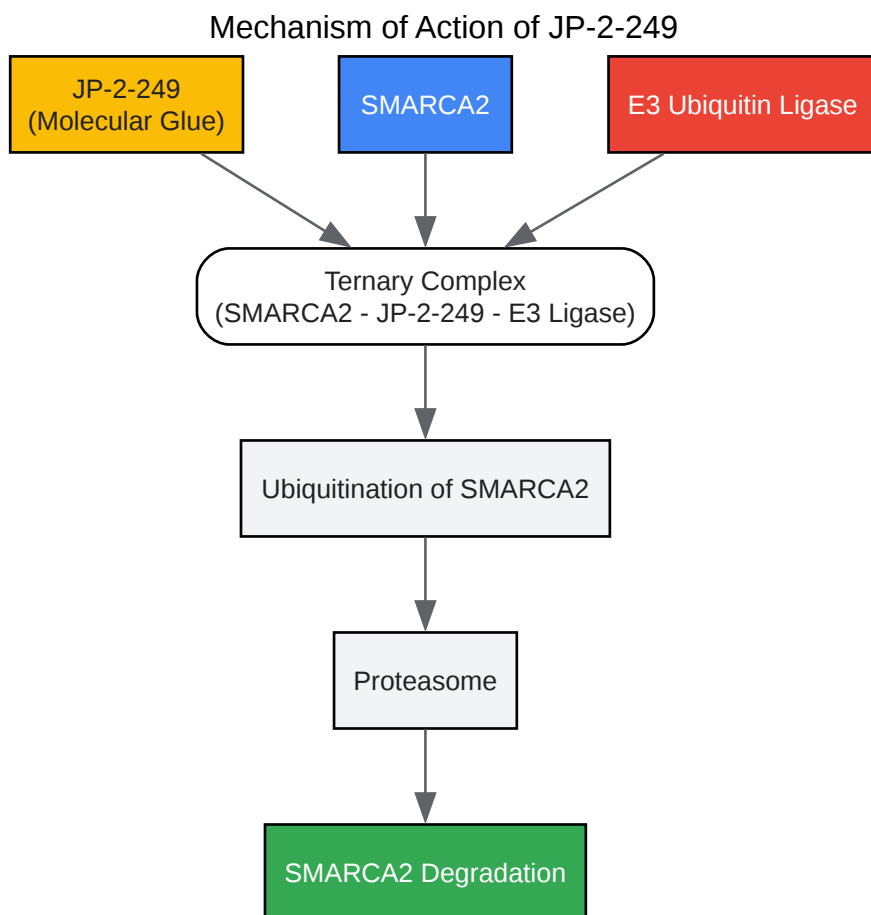 Mechanism of Action of JP-2-249
JP-2-249
(Molecular Glue)
SMARCA2
E3 Ubiquitin Ligase
Ternary Complex
(SMARCA2 - JP-2-249 - E3 Ligase)
Ubiquitination of SMARCA2
Proteasome
SMARCA2 Degradation